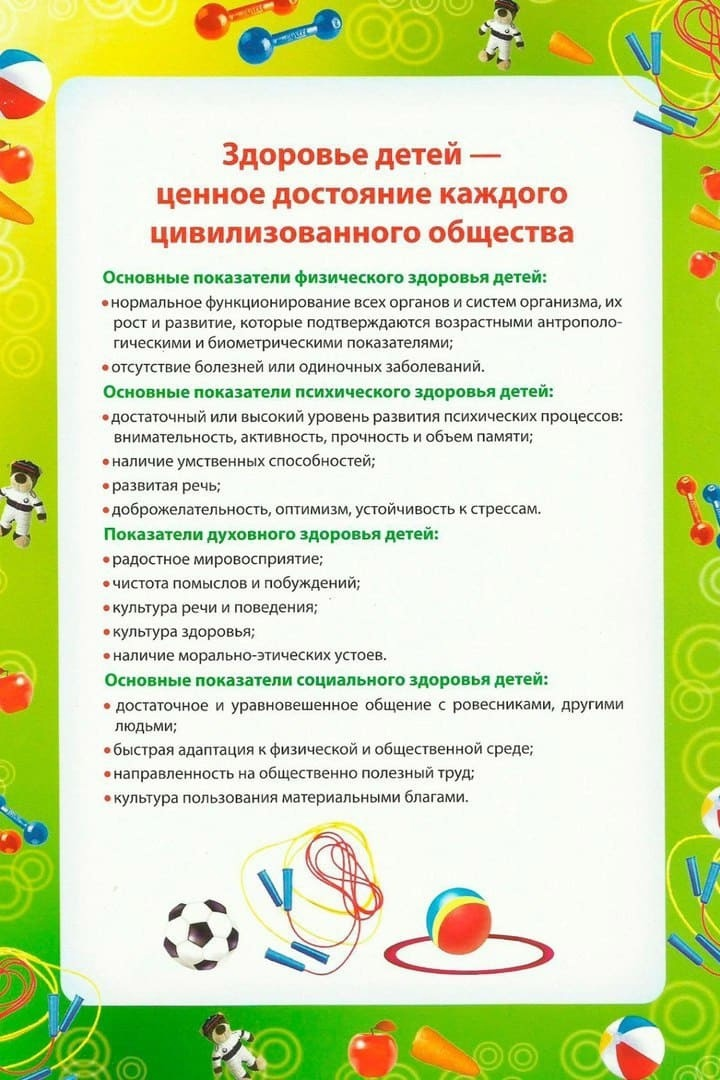 Здоровье детей —
ценное достояние каждого
цивилизованного общества
Основные показатели физического здоровья детей:
• нормальное функционирование всех органов и систем организма, их
рост и развитие, которые подтверждаются возрастными антрополо-
гическими и биометрическими показателями;
• отсутствие болезней или одиночных заболеваний.
Основные показатели психического здоровья детей:
• достаточный или высокий уровень развития психических процессов:
внимательность, активность, прочность и объем памяти;
• наличие умственных способностей;
• развитая речь;
• доброжелательность, оптимизм, устойчивость к стрессам.
Показатели духовного здоровья детей:
• радостное мировосприятие;
• чистота помыслов и побуждений;
• культура речи и поведения;
• культура здоровья;
• наличие морально-этических устоев.
Основные показатели социального здоровья детей:
• достаточное и уравновешенное общение с ровесниками, другими
людьми;
• быстрая адаптация к физической и общественной среде;
• направленность на общественно полезный труд;
• культура пользования материальными благами.